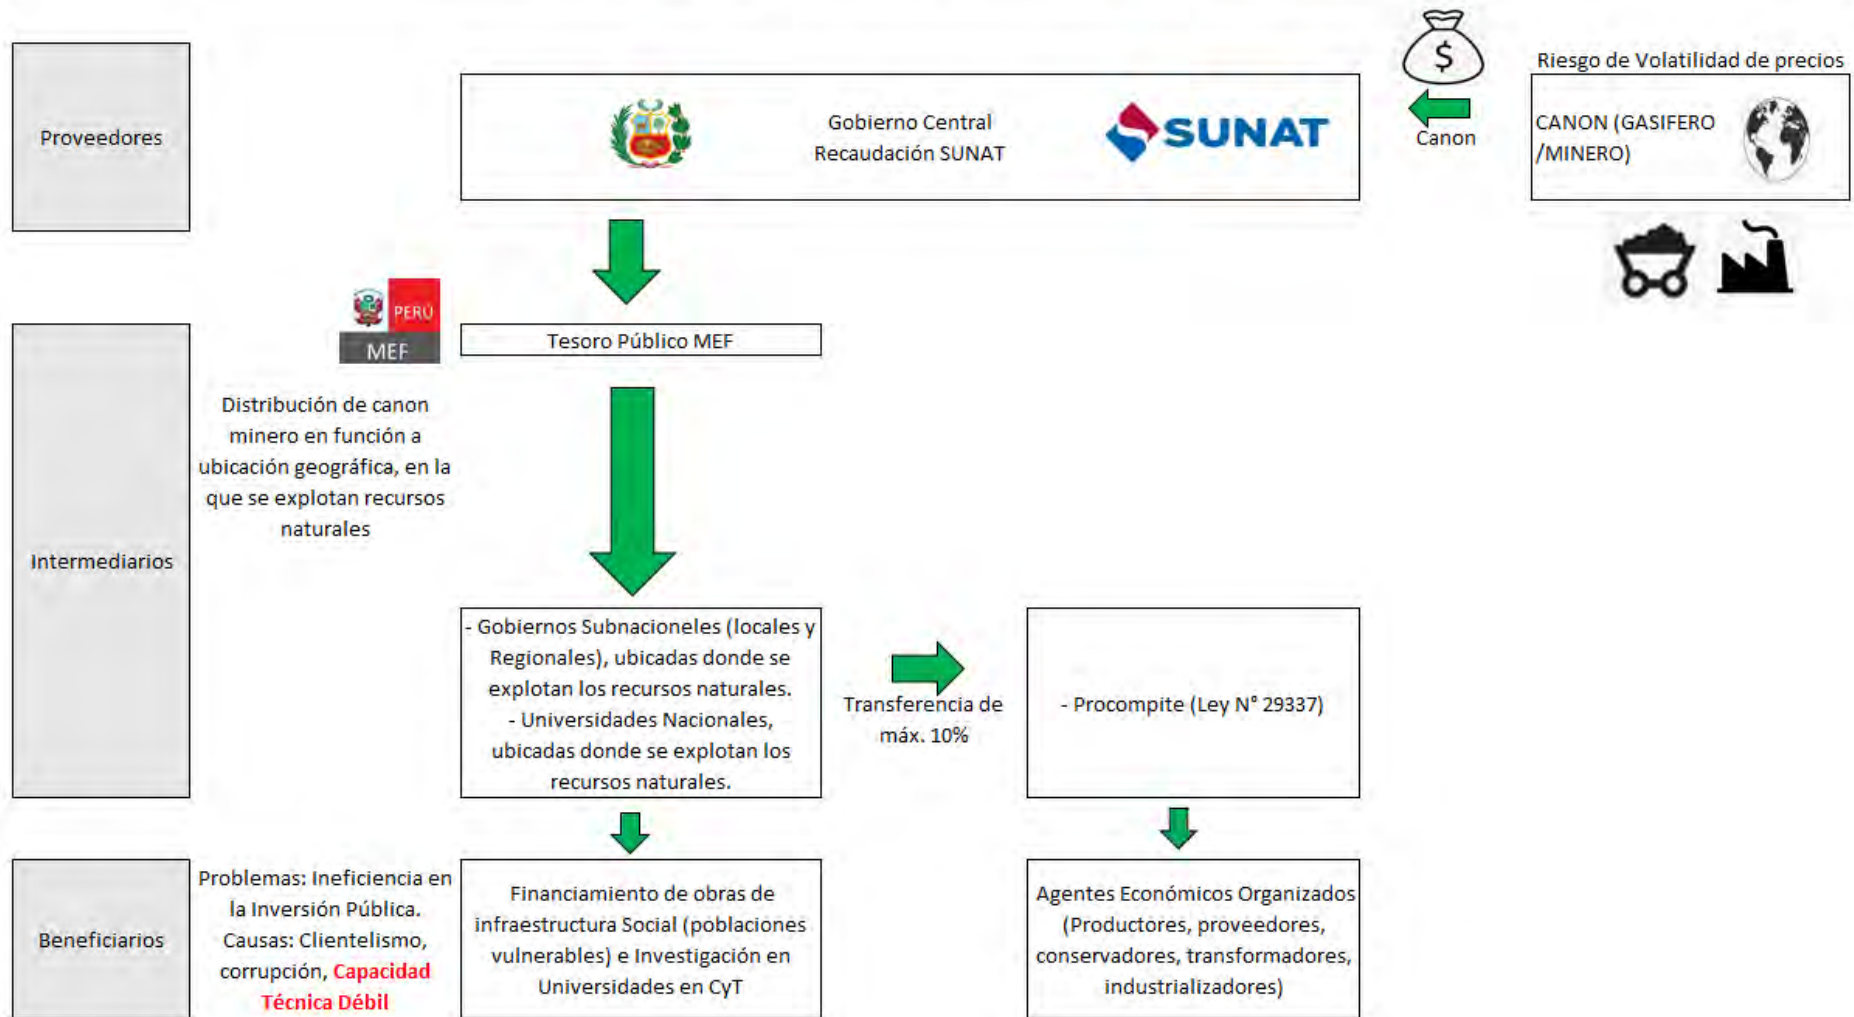 $
Riesgo de Volatilidad de precios
Proveedores
Gobierno Central
Recaudación SUNAT
SUNAT
Canon
CANON (GASIFERO
/MINERO)
PERÚ
MEF
Tesoro Público MEF
Intermediarios
Distribución de canon
minero en función a
ubicación geográfica, en la
que se explotan recursos
naturales
- Gobiernos Subnacioneles (locales y
Regionales), ubicadas donde se
explotan los recursos naturales.
- Universidades Nacionales,
ubicadas donde se explotan los
recursos naturales.
Transferencia de
máx. 10%
- Procompite (Ley N° 29337)
Beneficiarios
Problemas: Ineficiencia en
la Inversión Pública.
Causas: Clientelismo,
corrupción, Capacidad
Técnica Débil
Financiamiento de obras de
infraestructura Social (poblaciones
vulnerables) e Investigación en
Universidades en CyT
Agentes Económicos Organizados
(Productores, proveedores,
conservadores, transformadores,
industrializadores)